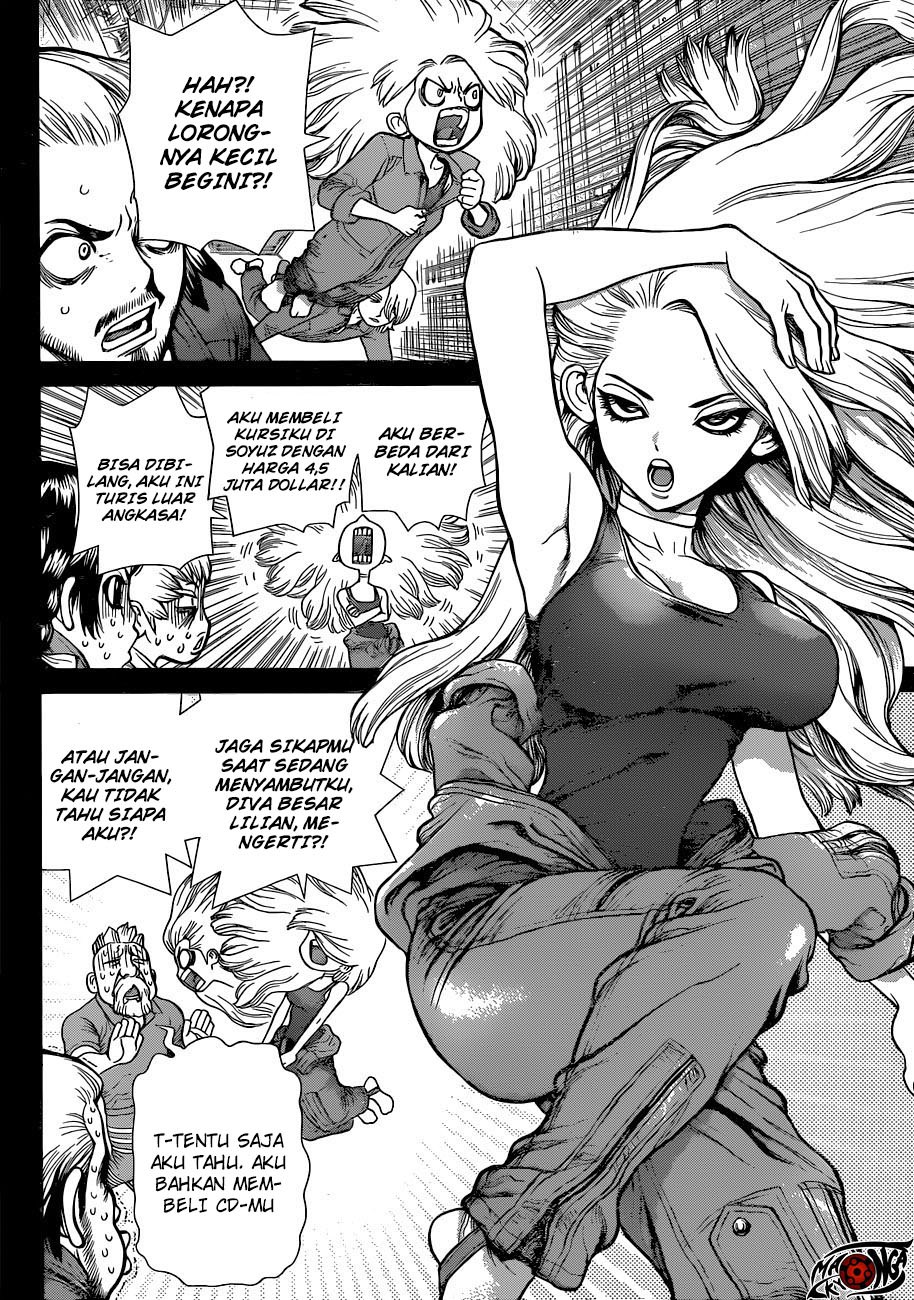 HAH?!
KENAPA
LORONG-
NYA KECIL
BEGINI?!
AKU BER-
BEDA DARI
KALIAN!
AKU MEMBELI
KURSIKU DI
SOYUZ DENGAN
HARGA 4,5
JUTA DOLLAR!!
BISA DIBI-
LANG, AKU INI
TURIS LUAR
ANGKASA!
JAGA SIKAPMU
SAAT SEDANG
MENYAMBUTKU,
DIVA BESAR
LILIAN, ME-
NGERTI?!
ATAU JAN-
GAN-JANGAN,
KAU TIDAK
TAHU SIAPA
AKU?!
T-TENTU SAJA
AKU TAHU. AKU
BAHKAN MEM-
BELI CD-MU